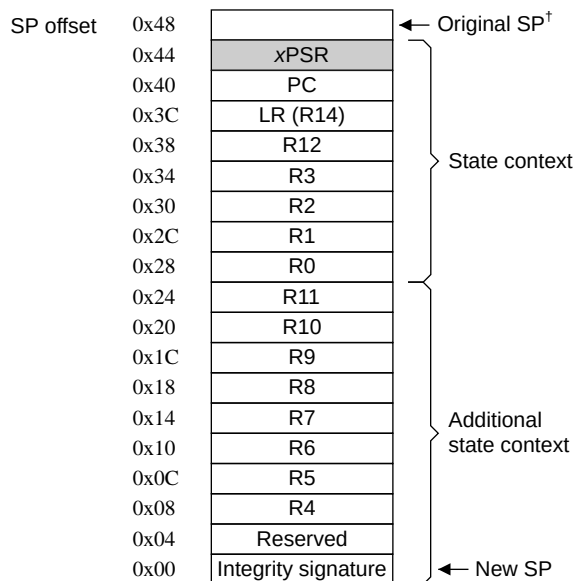 SP offset 0x48 Original SP†
0x44 xPSR
0x40 PC
0x3C LR (R14)
0x38 R12
0x34 R3 State context
0x30 R2
0x2C R1
0x28 R0
0x24 R11
0x20 R10
0x1C R9
0x18 R8
0x14 R7 Additional
0x10 R6 state context
0x0C R5
0x08 R4
0x04 Reserved
0x00 Integrity signature New SP